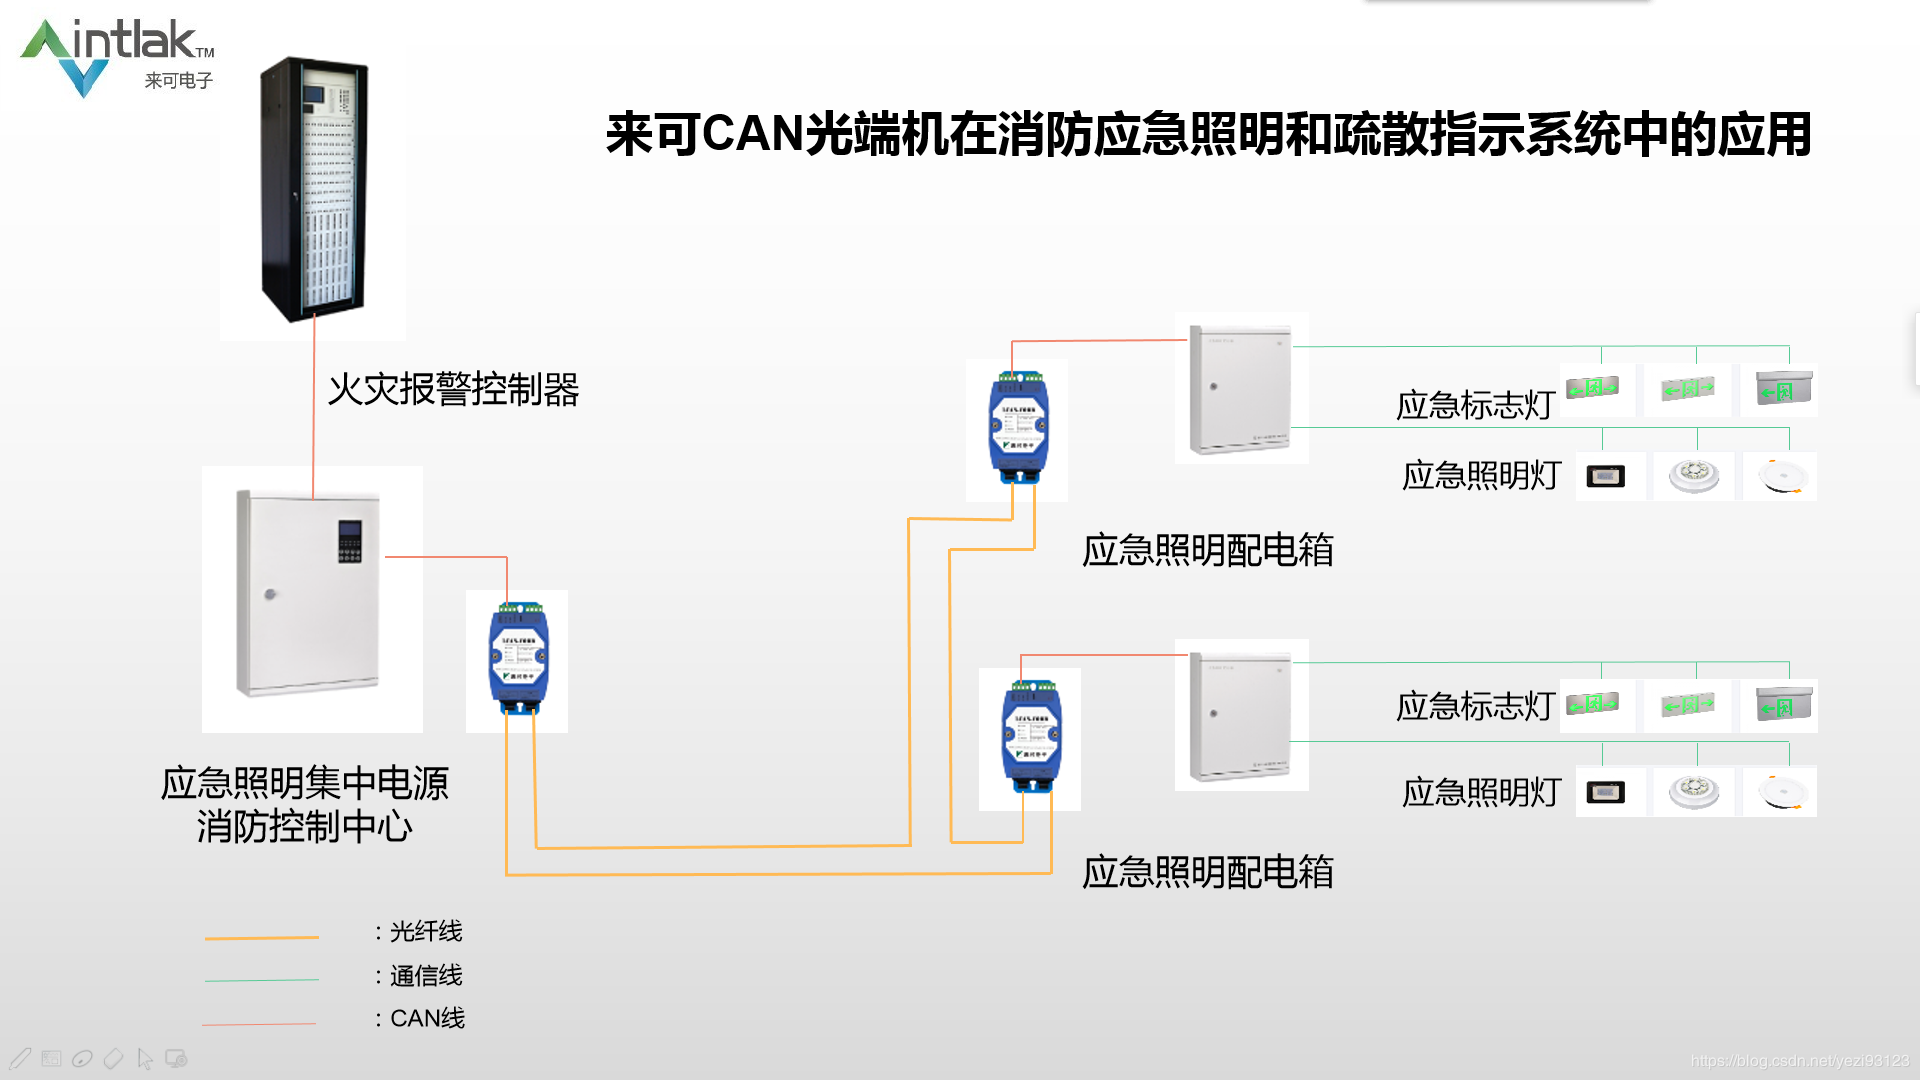 Vintlak™
来可电子
来可CAN光端机在消防应急照明和疏散指示系统中的应用
火灾报警控制器
应急标志灯
应急照明灯
应急照明配电箱
应急照明集中电源
消防控制中心
应急标志灯
应急照明灯
应急照明配电箱
：光纤线
：通信线
：CAN线
https://blog.csdn.net/yezi93123